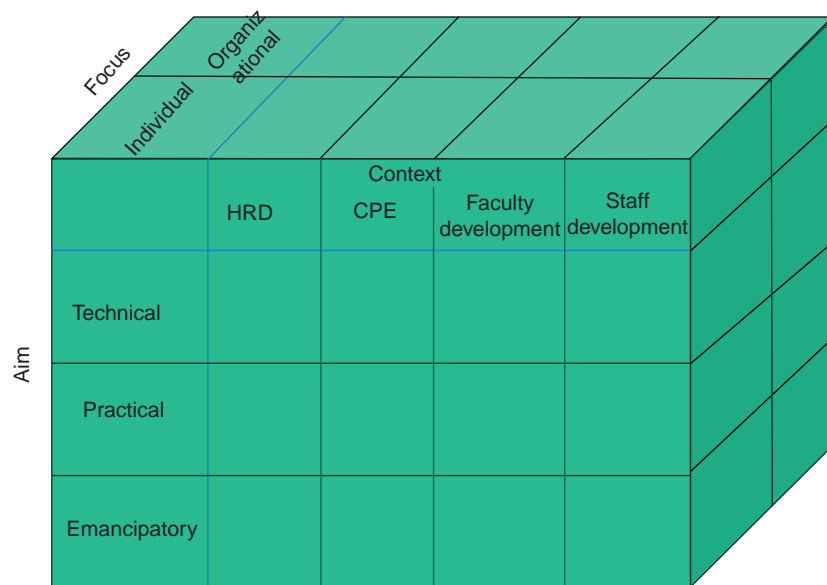 Focus
Organiz
ational
Individual
Context
HRD
CPE
Faculty
development
Staff
development
Aim
Technical
Practical
Emancipatory